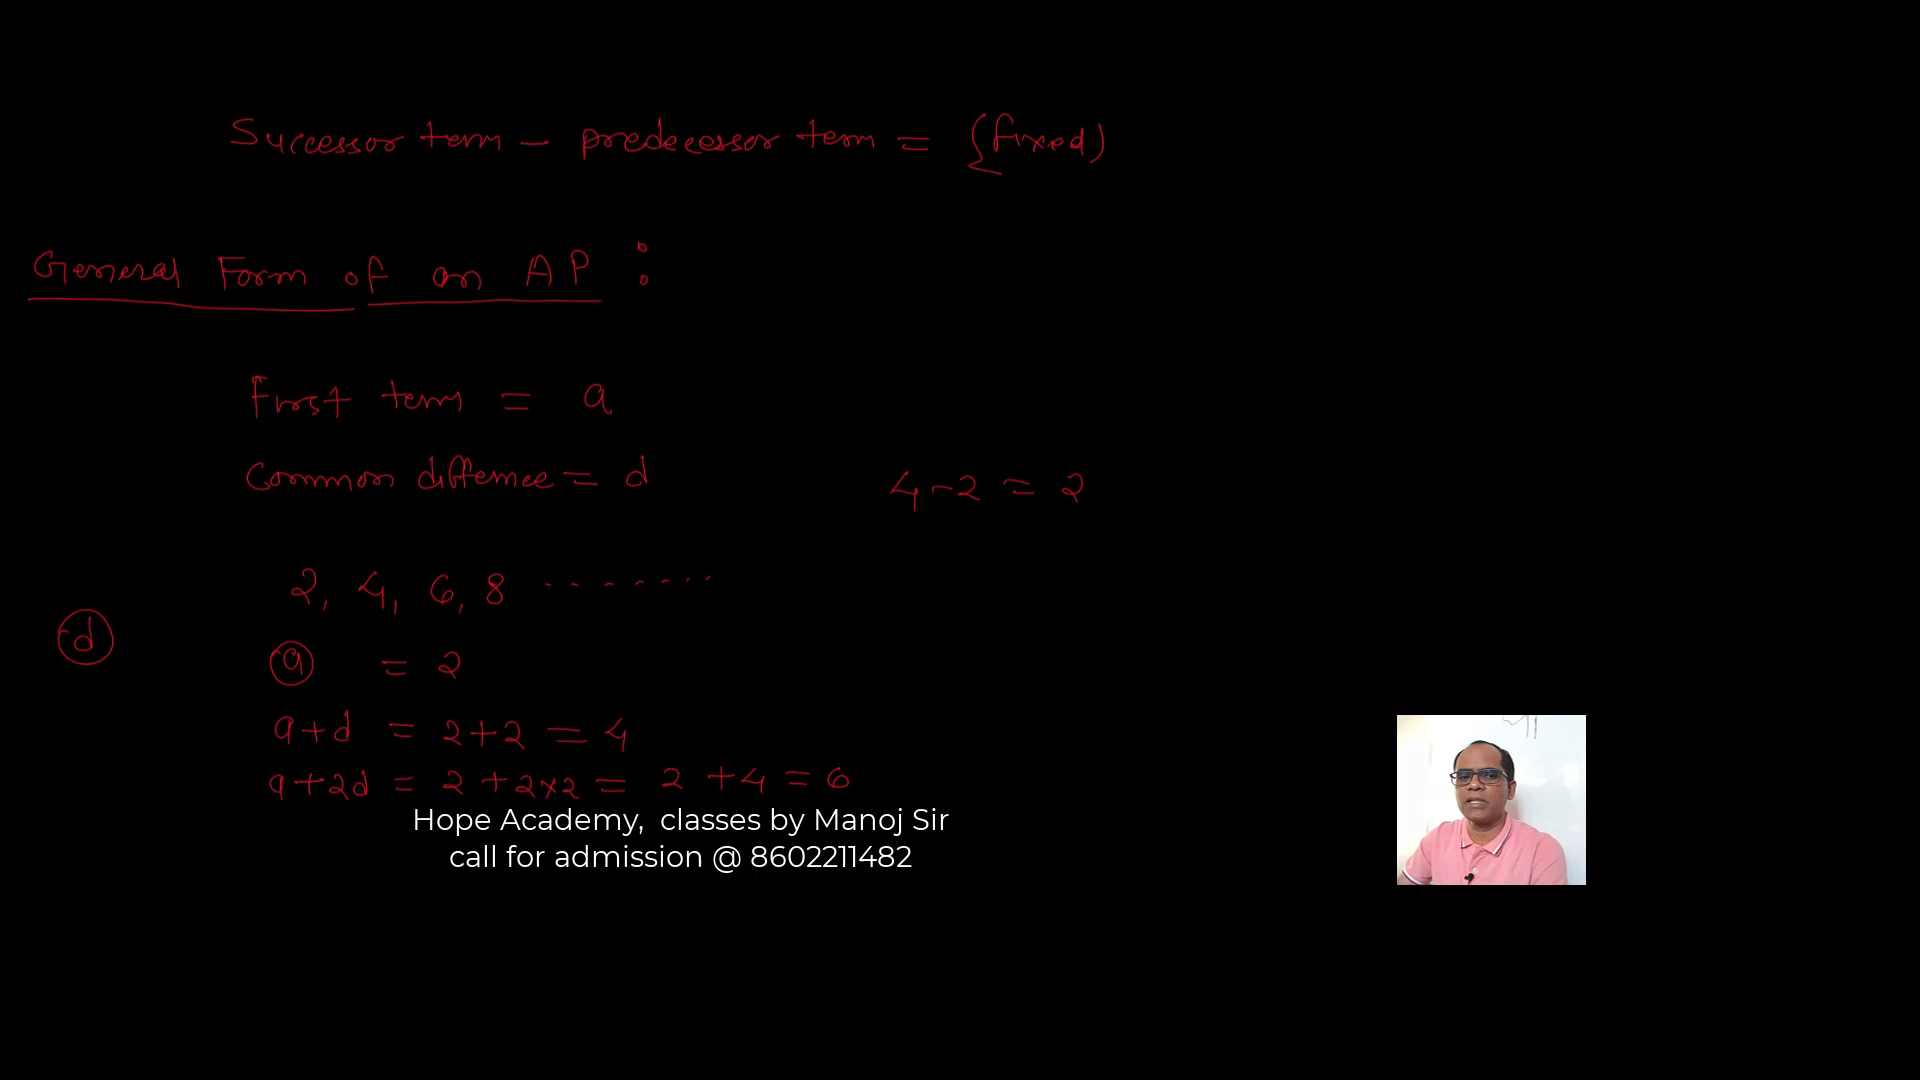 Successor term - predecessor term = (fixed)
General Form of an AP :
First term = a
Common differnce = d
4-2 = 2
2, 4, 6, 8 ........
d
a = 2
a+d = 2+2 = 4
a+2d = 2 +2×2 = 2 +4 = 6
Hope Academy, classes by Manoj Sir
call for admission @ 8602211482